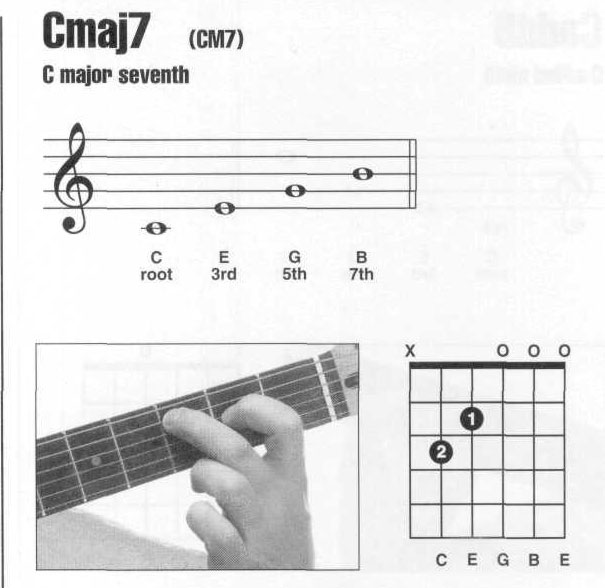 Cmaj7 (CM7)
C major seventh
C E G B
root 3rd 5th 7th
X O O O
1
2
C E G B E